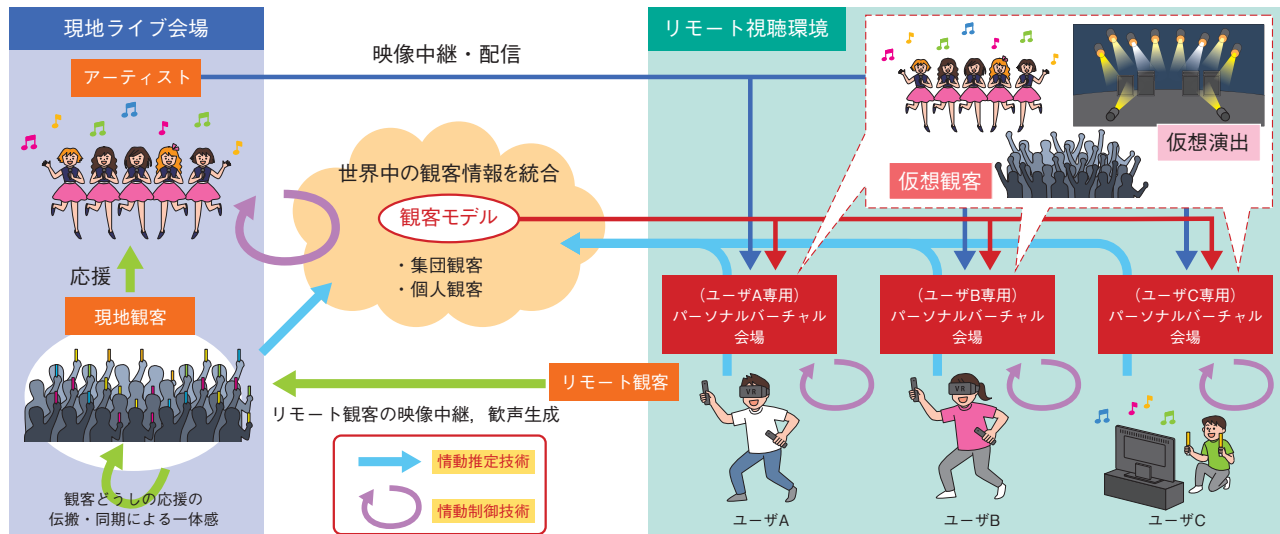 現地ライブ会場
アーティスト
映像中継・配信
リモート視聴環境
仮想演出
仮想観客
世界中の観客情報を統合
観客モデル
・集団観客
・個人観客
応援
現地観客
(ユーザA専用)
パーソナルバーチャル
会場
(ユーザB専用)
パーソナルバーチャル
会場
(ユーザC専用)
パーソナルバーチャル
会場
リモート観客
リモート観客の映像中継,歓声生成
VR
VR
情動推定技術
情動制御技術
観客どうしの応援の
伝搬・同期による一体感
ユーザA
ユーザB
ユーザC